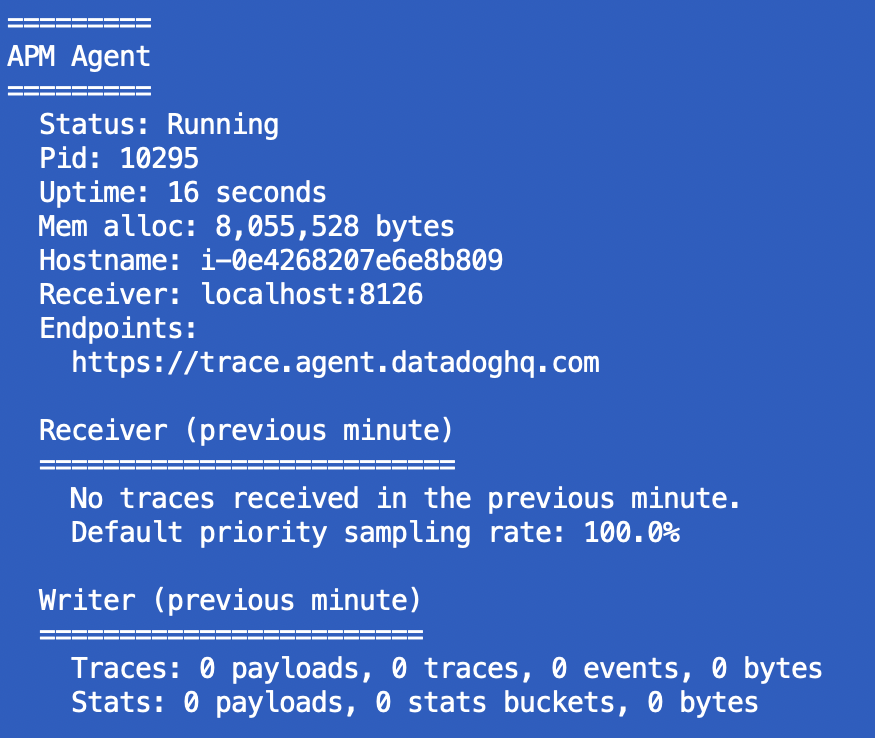 =========
APM Agent
=========
  Status: Running
  Pid: 10295
  Uptime: 16 seconds
  Mem alloc: 8,055,528 bytes
  Hostname: i-0e4268207e6e8b809
  Receiver: localhost:8126
  Endpoints:
    https://trace.agent.datadoghq.com

  Receiver (previous minute)
  ==========================
    No traces received in the previous minute.
    Default priority sampling rate: 100.0%

  Writer (previous minute)
  ========================
    Traces: 0 payloads, 0 traces, 0 events, 0 bytes
    Stats: 0 payloads, 0 stats buckets, 0 bytes